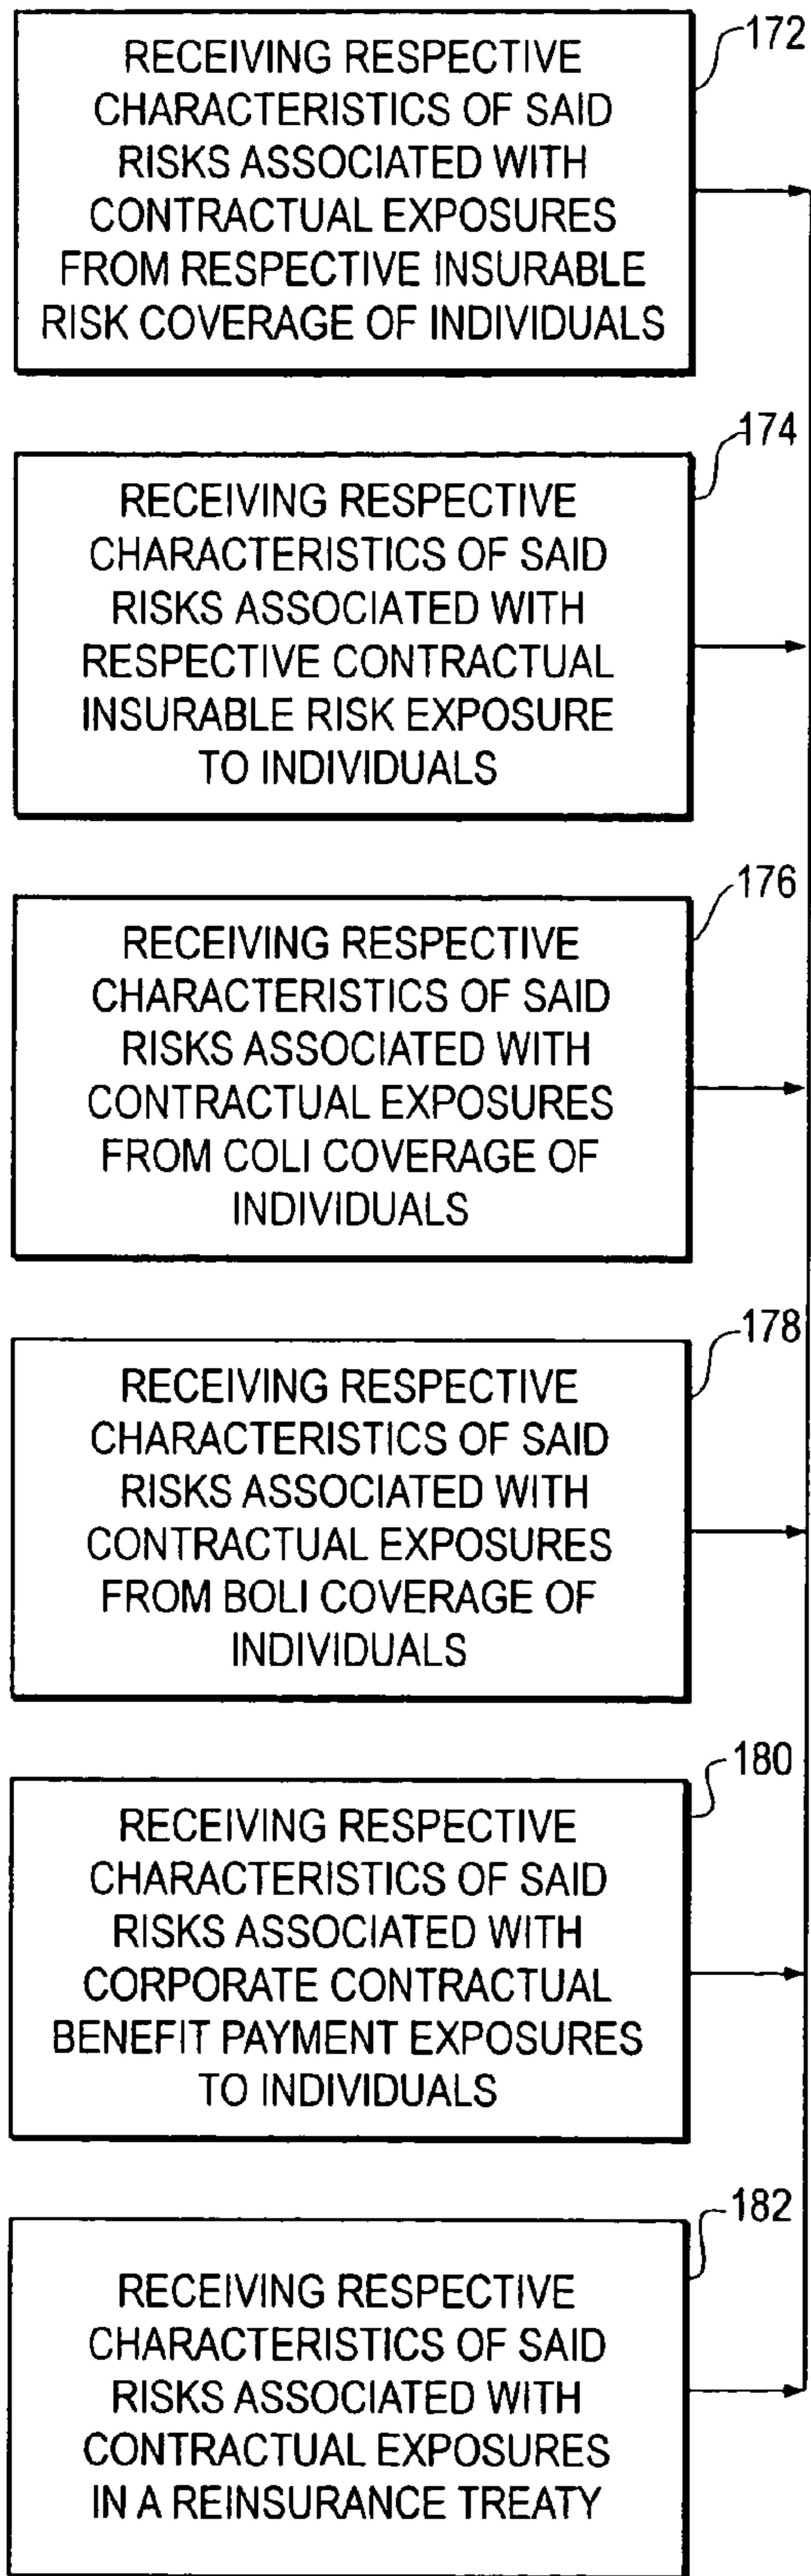 172
RECEIVING RESPECTIVE
CHARACTERISTICS OF SAID
RISKS ASSOCIATED WITH
CONTRACTUAL EXPOSURES
FROM RESPECTIVE INSURABLE
RISK COVERAGE OF INDIVIDUALS
174
RECEIVING RESPECTIVE
CHARACTERISTICS OF SAID
RISKS ASSOCIATED WITH
RESPECTIVE CONTRACTUAL
INSURABLE RISK EXPOSURE
TO INDIVIDUALS
176
RECEIVING RESPECTIVE
CHARACTERISTICS OF SAID
RISKS ASSOCIATED WITH
CONTRACTUAL EXPOSURES
FROM COLI COVERAGE OF
INDIVIDUALS
178
RECEIVING RESPECTIVE
CHARACTERISTICS OF SAID
RISKS ASSOCIATED WITH
CONTRACTUAL EXPOSURES
FROM BOLI COVERAGE OF
INDIVIDUALS
180
RECEIVING RESPECTIVE
CHARACTERISTICS OF SAID
RISKS ASSOCIATED WITH
CORPORATE CONTRACTUAL
BENEFIT PAYMENT EXPOSURES
TO INDIVIDUALS
182
RECEIVING RESPECTIVE
CHARACTERISTICS OF SAID
RISKS ASSOCIATED WITH
CONTRACTUAL EXPOSURES
IN A REINSURANCE TREATY